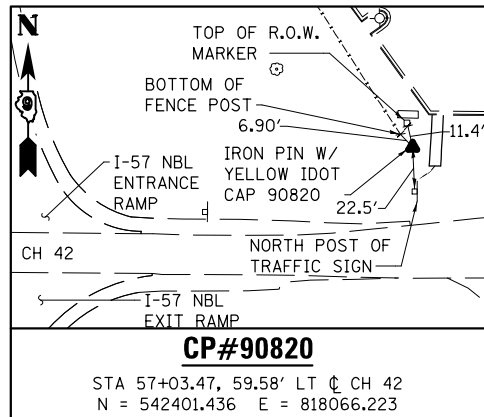 N
TOP OF R.O.W.
MARKER
BOTTOM OF
FENCE POST
6.90'
11.4'
I-57 NBL
ENTRANCE
RAMP
IRON PIN W/
YELLOW IDOT
CAP 90820
22.5'
CH 42
NORTH POST OF
TRAFFIC SIGN
I-57 NBL
EXIT RAMP
CP#90820
STA 57+03.47, 59.58' LT ℄ CH 42
N = 542401.436 E = 818066.223